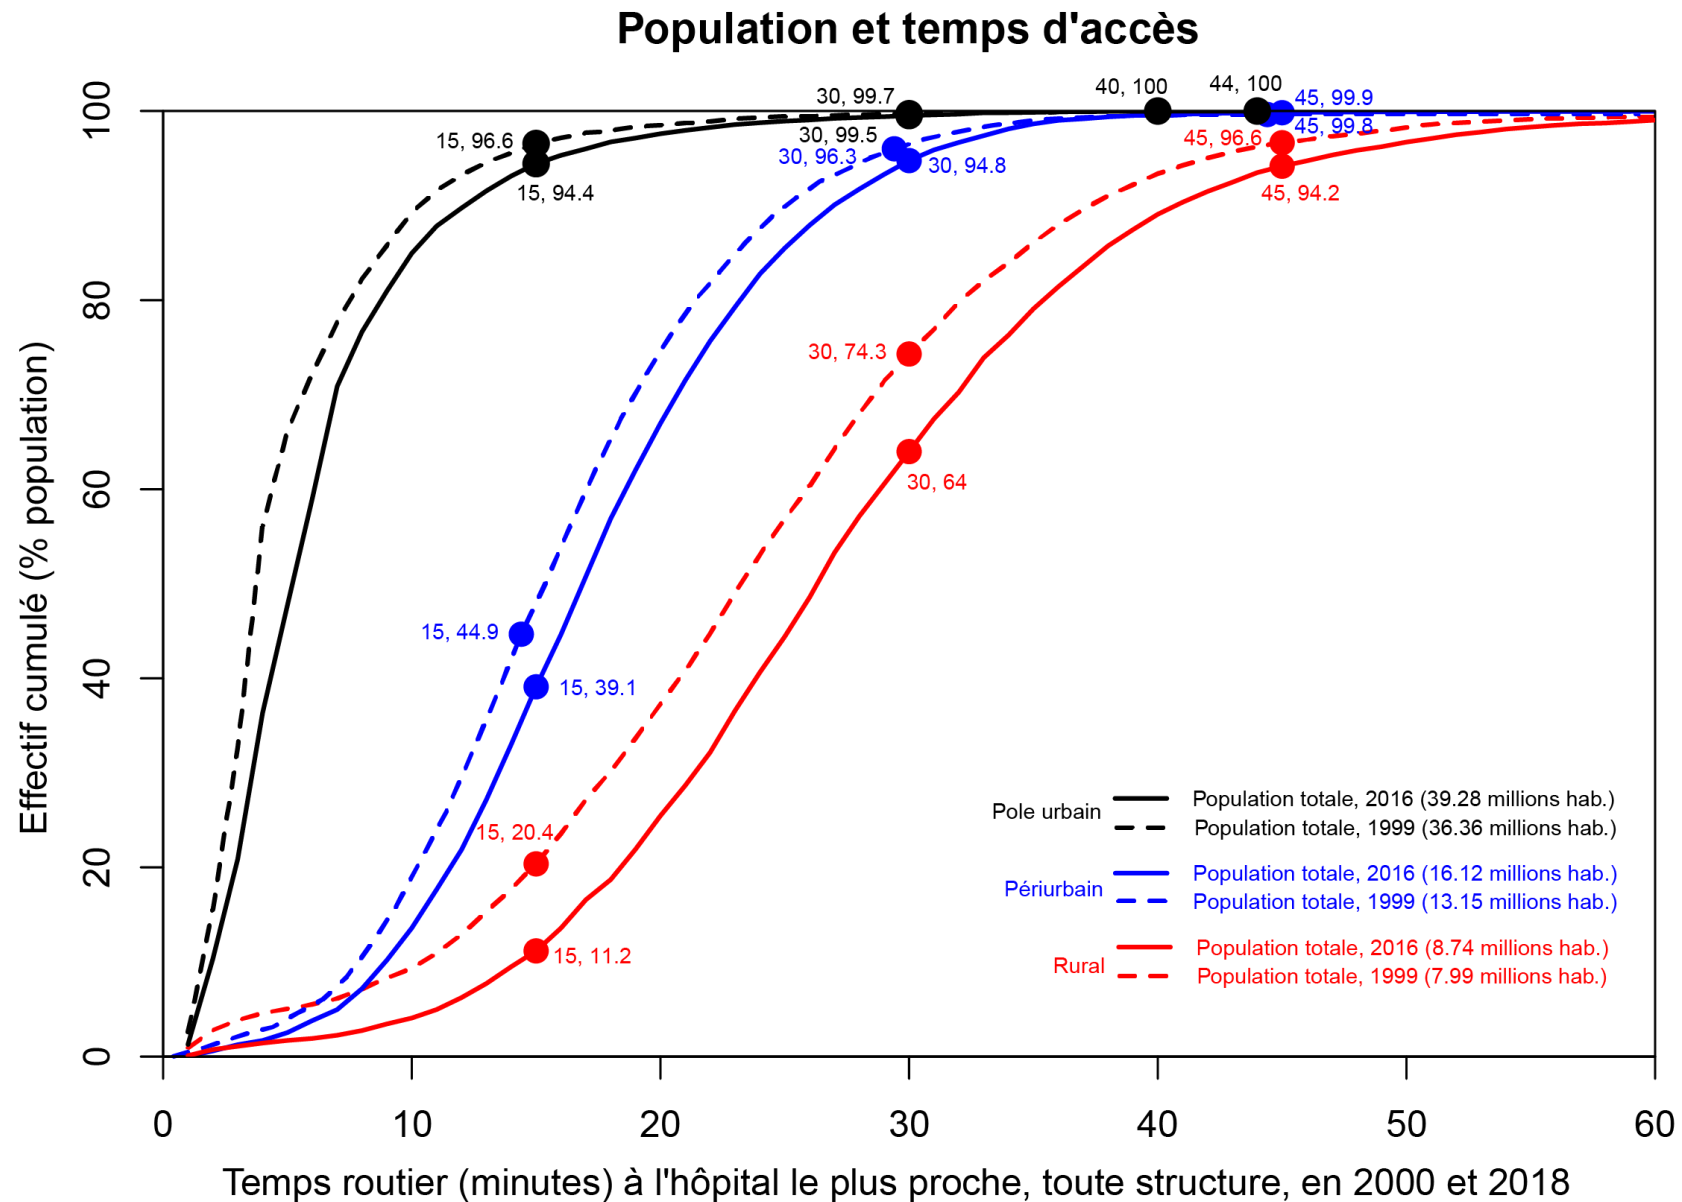 Population et temps d'accès
Effectif cumulé (% population)
100
80
60
40
20
0
30, 99.7
40, 100
44, 100
45, 99.9
15, 96.6
30, 99.5
45, 99.8
30, 96.3
45, 96.6
30, 94.8
15, 94.4
45, 94.2
30, 74.3
30, 64
15, 44.9
15, 39.1
15, 20.4
15, 11.2
Pole urbain
Population totale, 2016 (39.28 millions hab.)
Population totale, 1999 (36.36 millions hab.)
Périurbain
Population totale, 2016 (16.12 millions hab.)
Population totale, 1999 (13.15 millions hab.)
Rural
Population totale, 2016 (8.74 millions hab.)
Population totale, 1999 (7.99 millions hab.)
0 10 20 30 40 50 60
Temps routier (minutes) à l'hôpital le plus proche, toute structure, en 2000 et 2018